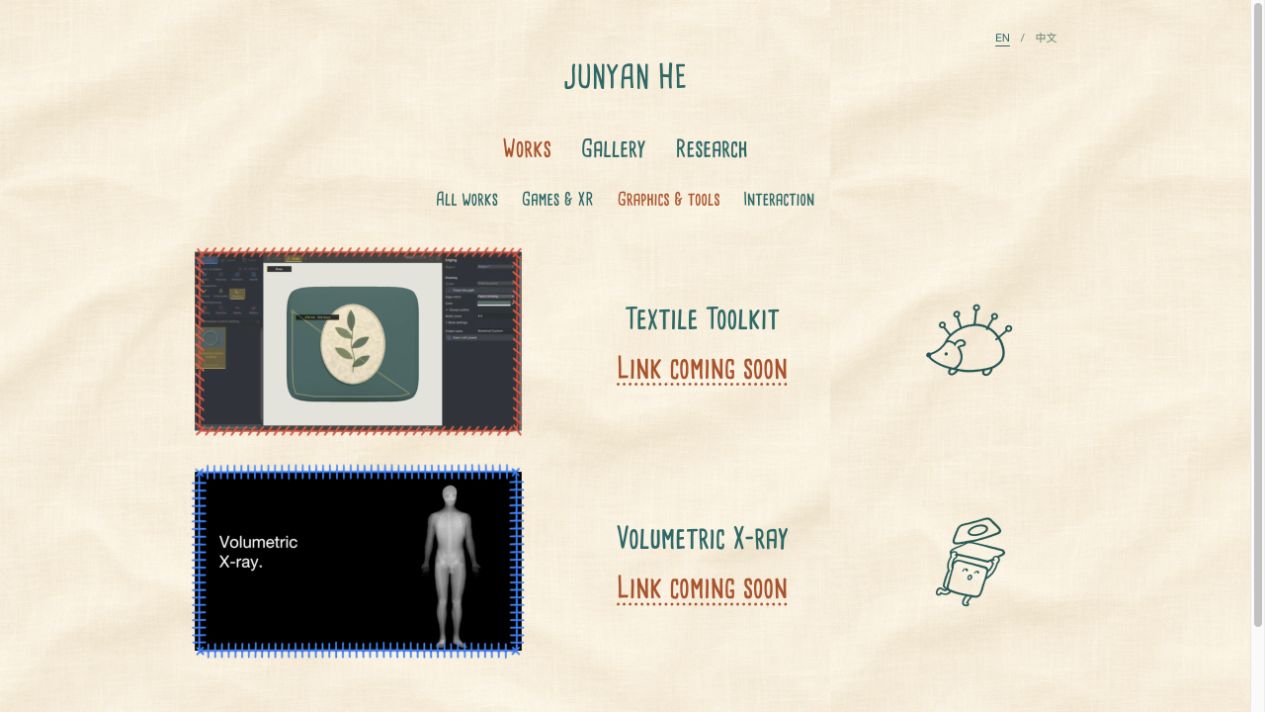 EN / 中文
JUNYAN HE
WORKS GALLERY RESEARCH
ALL WORKS GAMES & XR GRAPHICS & TOOLS INTERACTION
TEXTILE TOOLKIT
LINK COMING SOON
Volumetric
X-ray.
VOLUMETRIC X-RAY
LINK COMING SOON